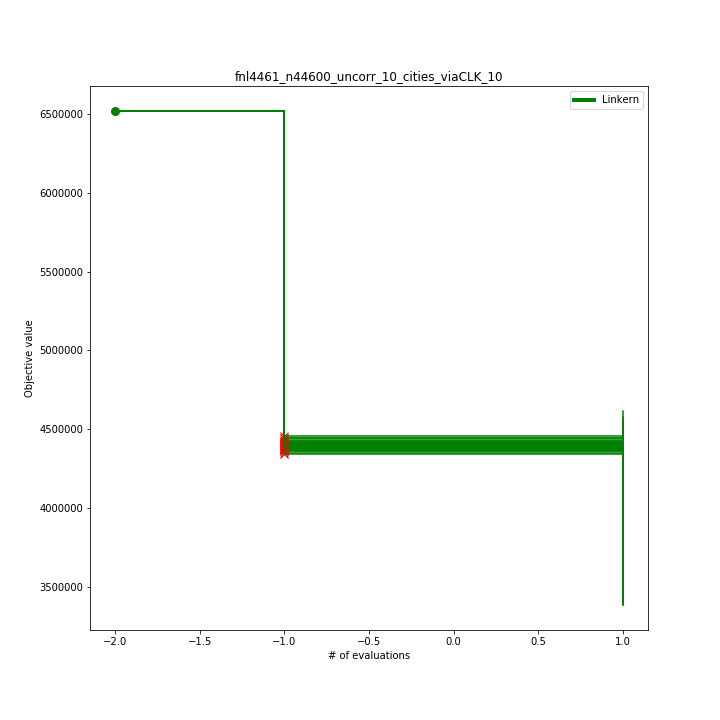 fnl4461_n44600_uncorr_10_cities_viaCLK_10
Linkern
6500000
6000000
5500000
5000000
4500000
4000000
3500000
Objective value
−2.0 −1.5 −1.0 −0.5 0.0 0.5 1.0
# of evaluations